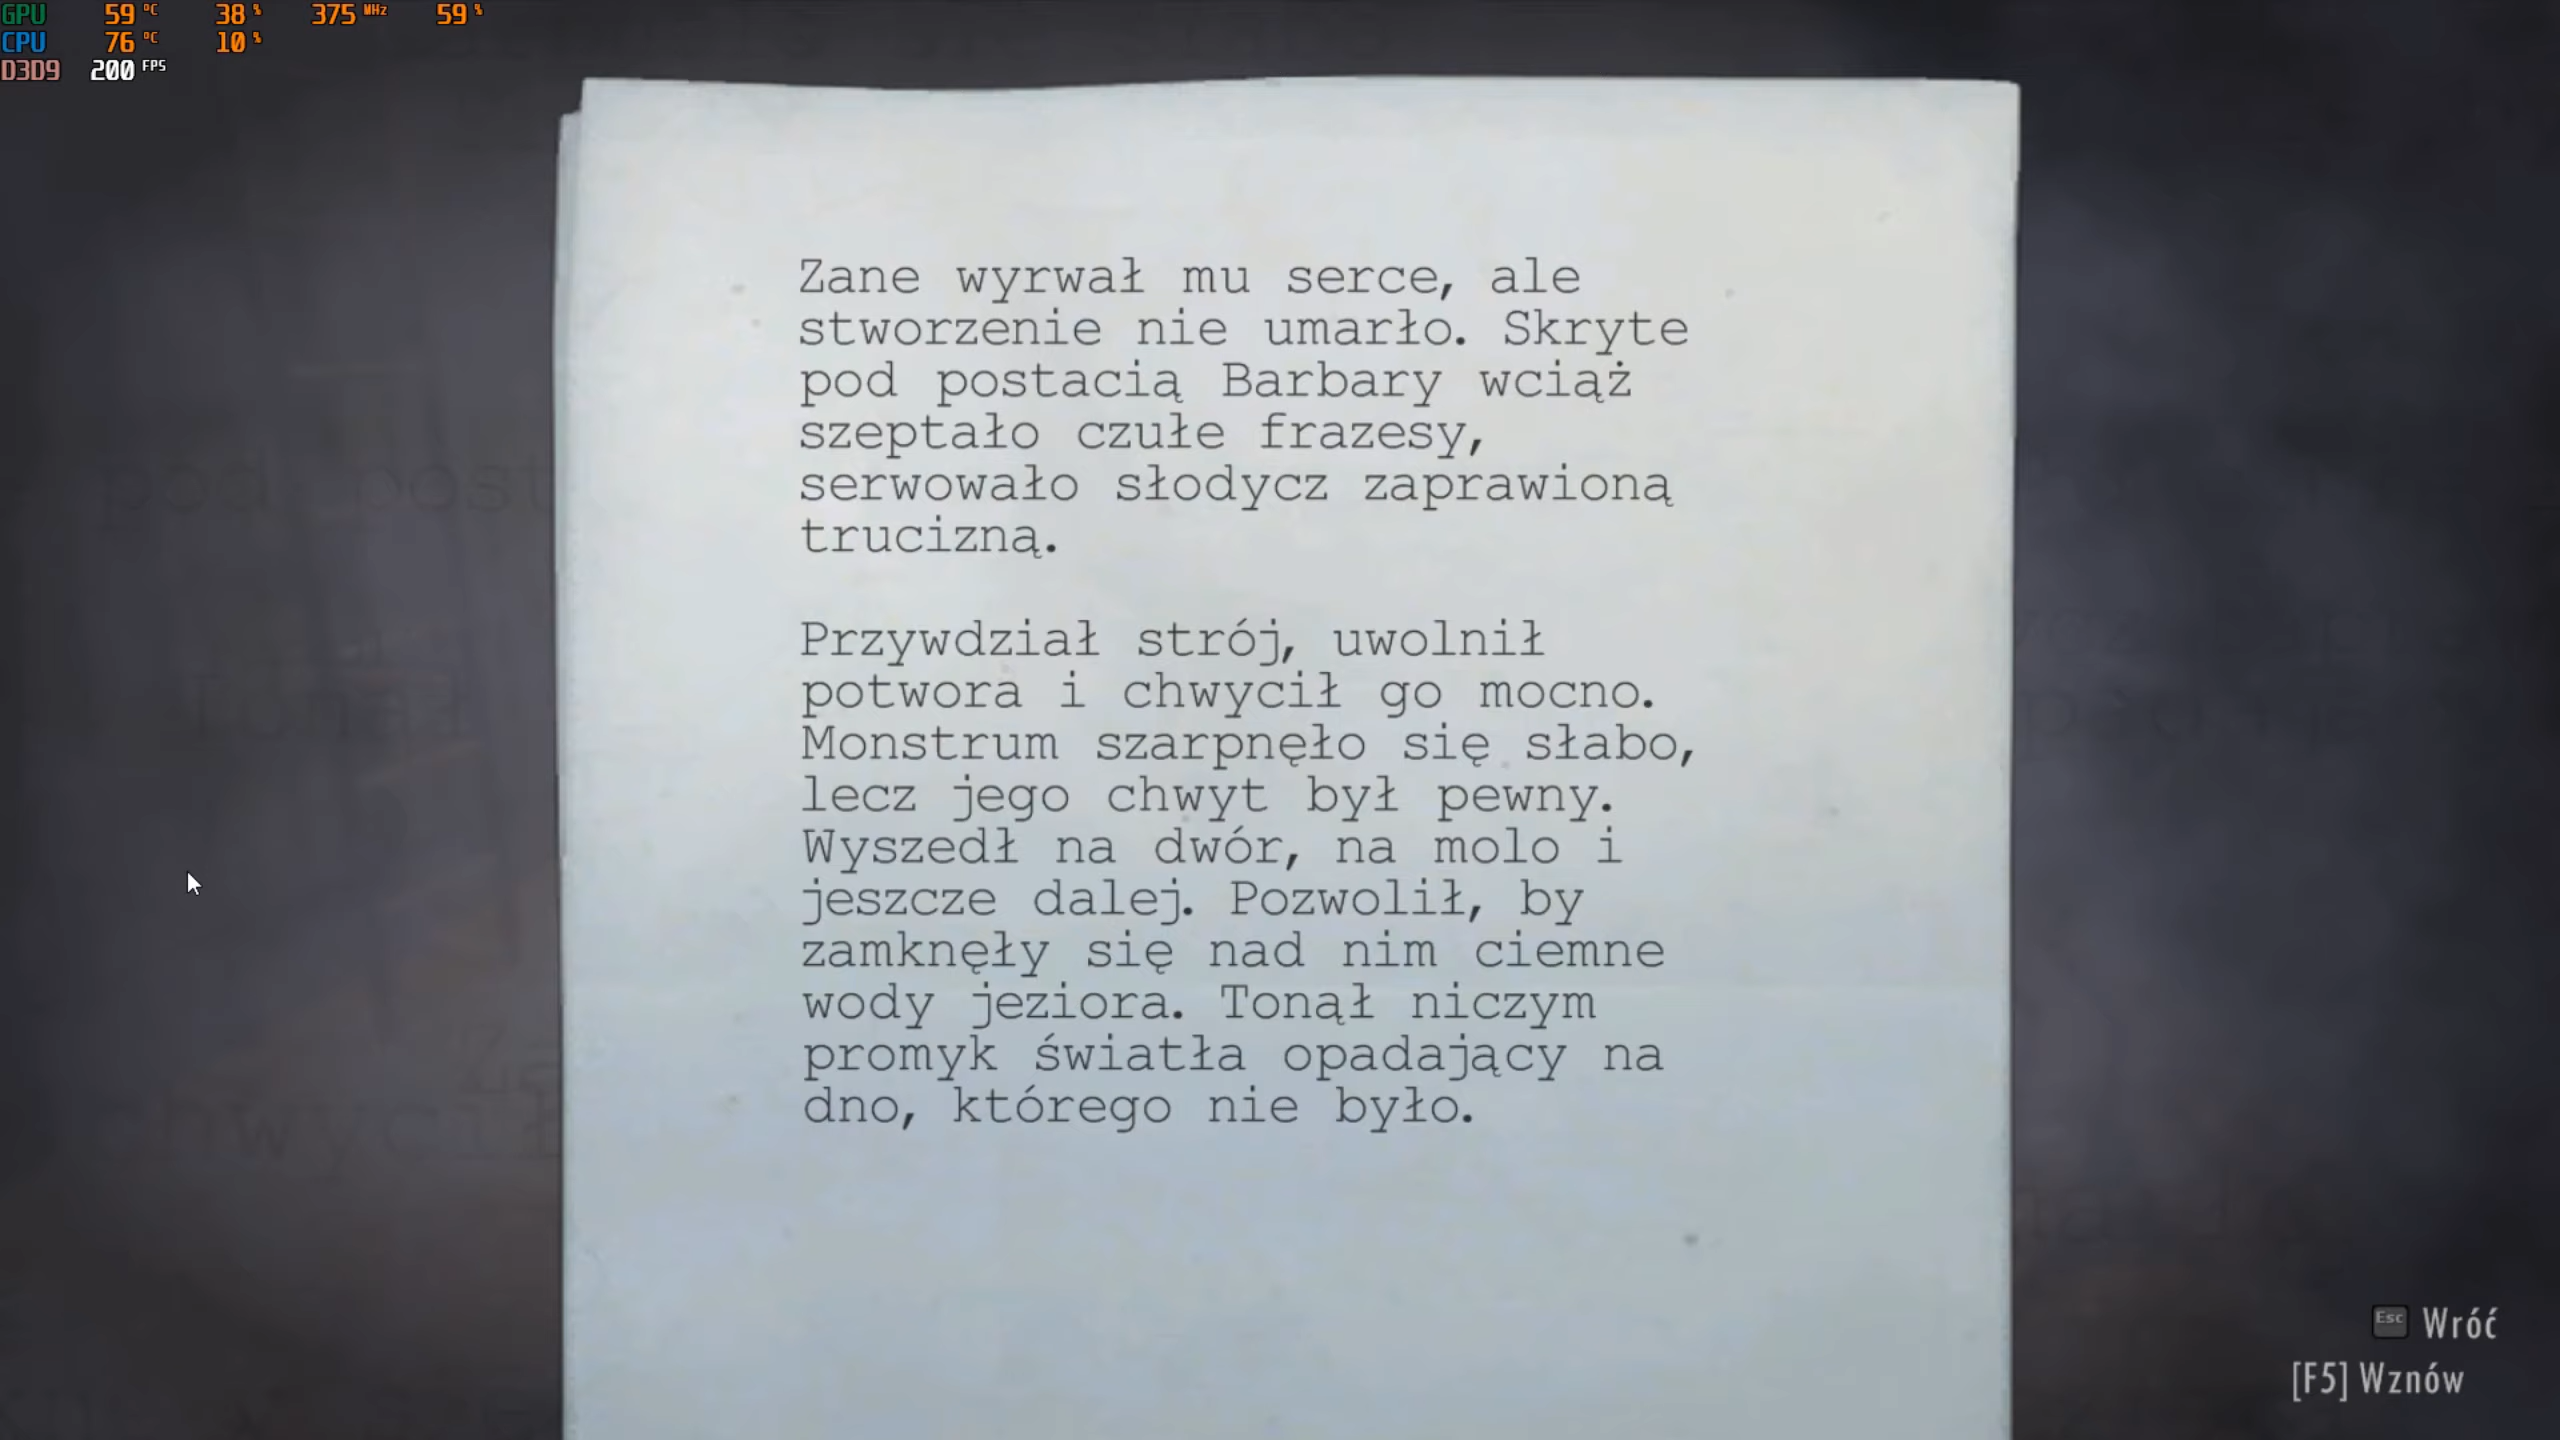 GPU 59 °C 38 % 375 MHz 59 %
CPU 76 °C 10 %
D3D9 200 FPS
Zane wyrwał mu serce, ale
stworzenie nie umarło. Skryte
pod postacią Barbary wciąż
szeptało czułe frazesy,
serwowało słodycz zaprawioną
trucizną.
Przywdział strój, uwolnił
potwora i chwycił go mocno.
Monstrum szarpnęło się słabo,
lecz jego chwyt był pewny.
Wyszedł na dwór, na molo i
jeszcze dalej. Pozwolił, by
zamknęły się nad nim ciemne
wody jeziora. Tonął niczym
promyk światła opadający na
dno, którego nie było.
Esc Wróć
[F5] Wznów